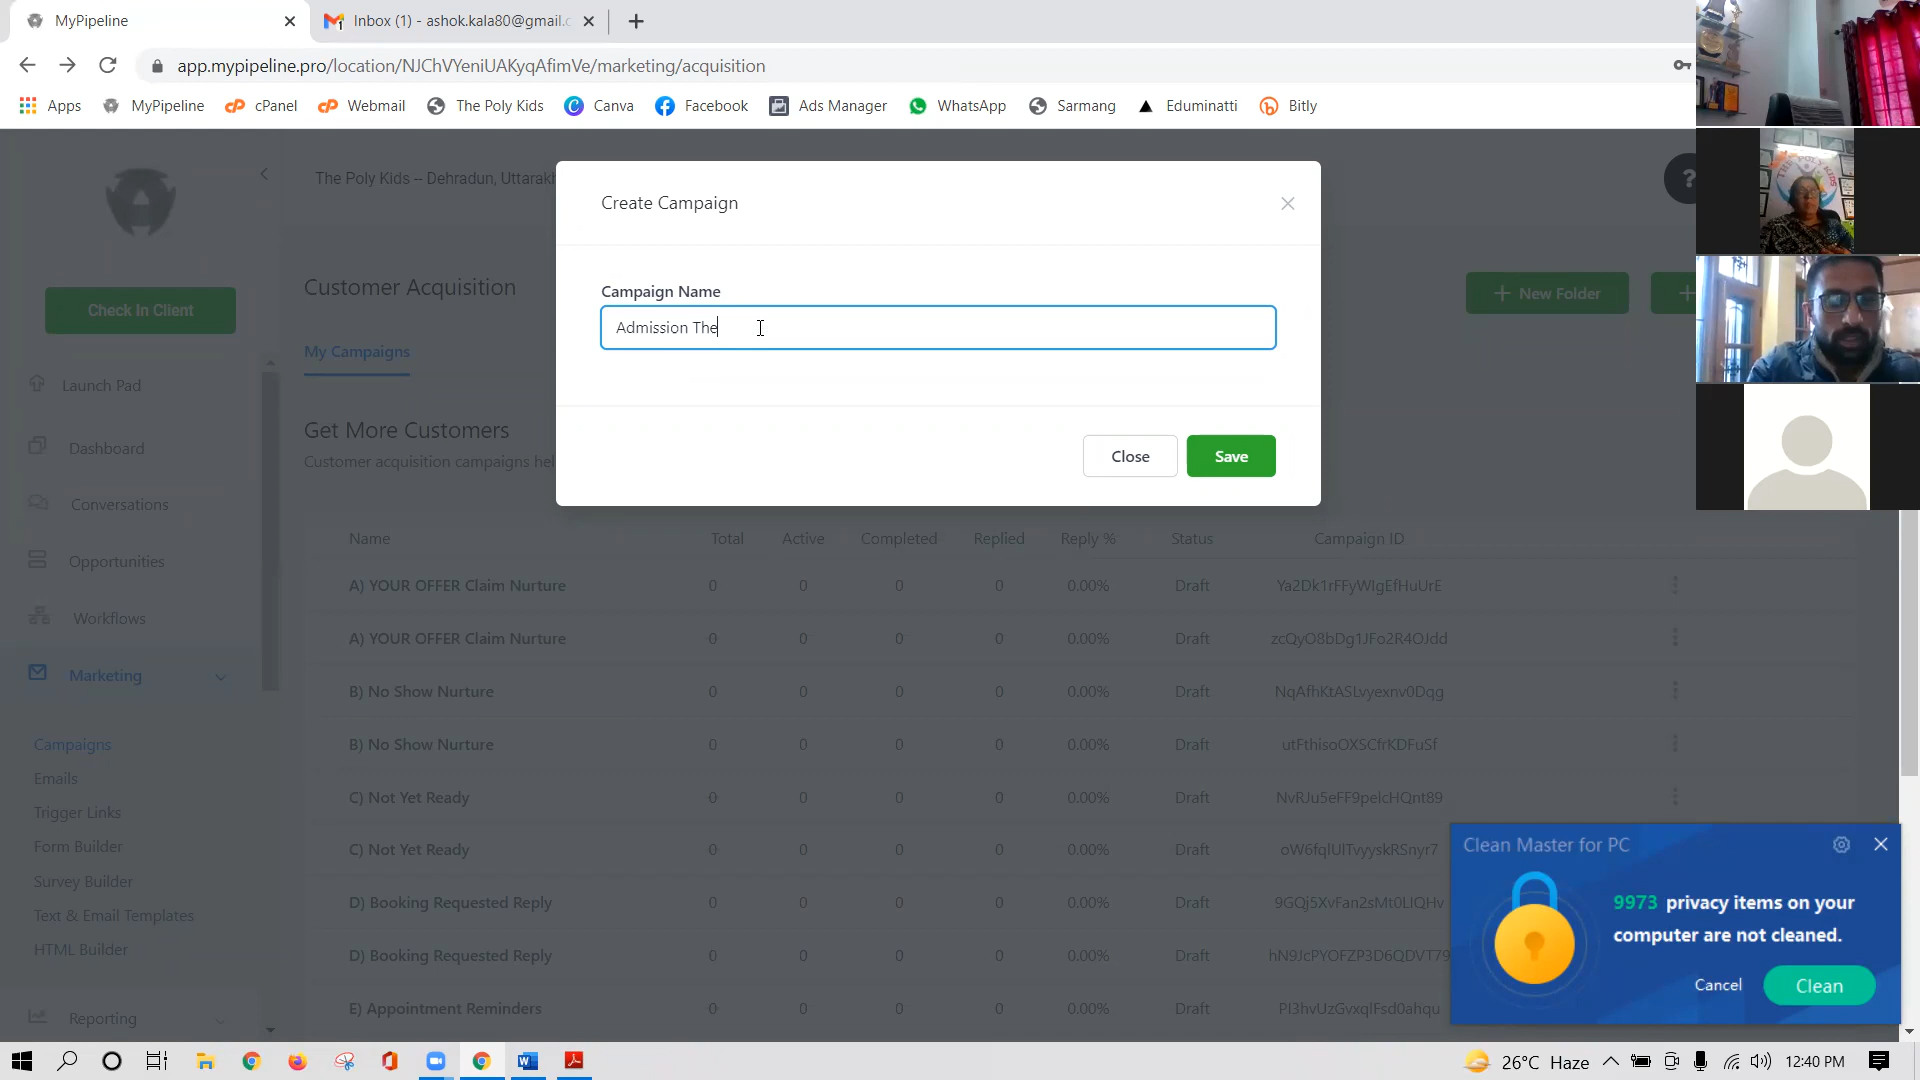 MyPipeline
Inbox (1) - ashok.kala80@gmail.c
app.mypipeline.pro/location/NJChVYeniUAKyqAfimVe/marketing/acquisition
Apps MyPipeline cPanel Webmail The Poly Kids Canva Facebook Ads Manager WhatsApp Sarmang Eduminatti Bitly
The Poly Kids – Dehradun, Uttarakh
Create Campaign
Campaign Name
Admission The
Close Save
Check In Client
Customer Acquisition
New Folder
My Campaigns
Get More Customers
Customer acquisition campaigns hel
Launch Pad
Dashboard
Conversations
Opportunities
Workflows
Marketing
Campaigns
Emails
Trigger Links
Form Builder
Survey Builder
Text & Email Templates
HTML Builder
Reporting
Name Total Active Completed Replied Reply % Status Campaign ID
A) YOUR OFFER Claim Nurture 0 0 0 0 0.00% Draft Ya2Dk1rFFyWIgEfHuUrE
A) YOUR OFFER Claim Nurture 0 0 0 0 0.00% Draft zcQyO8bDg1JFo2R4OJdd
B) No Show Nurture 0 0 0 0 0.00% Draft NqAfhKtASLvyexnv0Dqg
B) No Show Nurture 0 0 0 0 0.00% Draft utFthisoOXSCfrKDFuSf
C) Not Yet Ready 0 0 0 0 0.00% Draft NvRJu5eFF9pelcHQnt89
C) Not Yet Ready 0 0 0 0 0.00% Draft oW6fqlUlTvyyskRSnyr7
D) Booking Requested Reply 0 0 0 0 0.00% Draft 9GQj5XvFan2sMt0LIQHv
D) Booking Requested Reply 0 0 0 0 0.00% Draft hN9JcPYOFZP3D6QDVT79
E) Appointment Reminders 0 0 0 0 0.00% Draft PI3hvUzGvxqlFsd0ahqu
Clean Master for PC
9973 privacy items on your
computer are not cleaned.
Cancel Clean
THE POLY KIDS
26°C Haze
12:40 PM